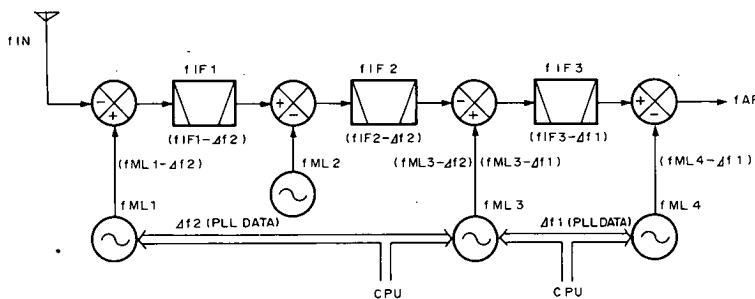 fIN
fIF1
fIF2
fIF3
fAF
- +
+ -
- +
+ -
(fIF1-Δf2)
(fIF2-Δf2)
(fIF3-Δf1)
(fML1-Δf2)
fML2
(fML3-Δf2) (fML3-Δf1)
(fML4-Δf1)
fML1
Δf2 (PLL DATA)
fML3
Δf1 (PLL DATA)
fML4
CPU
CPU